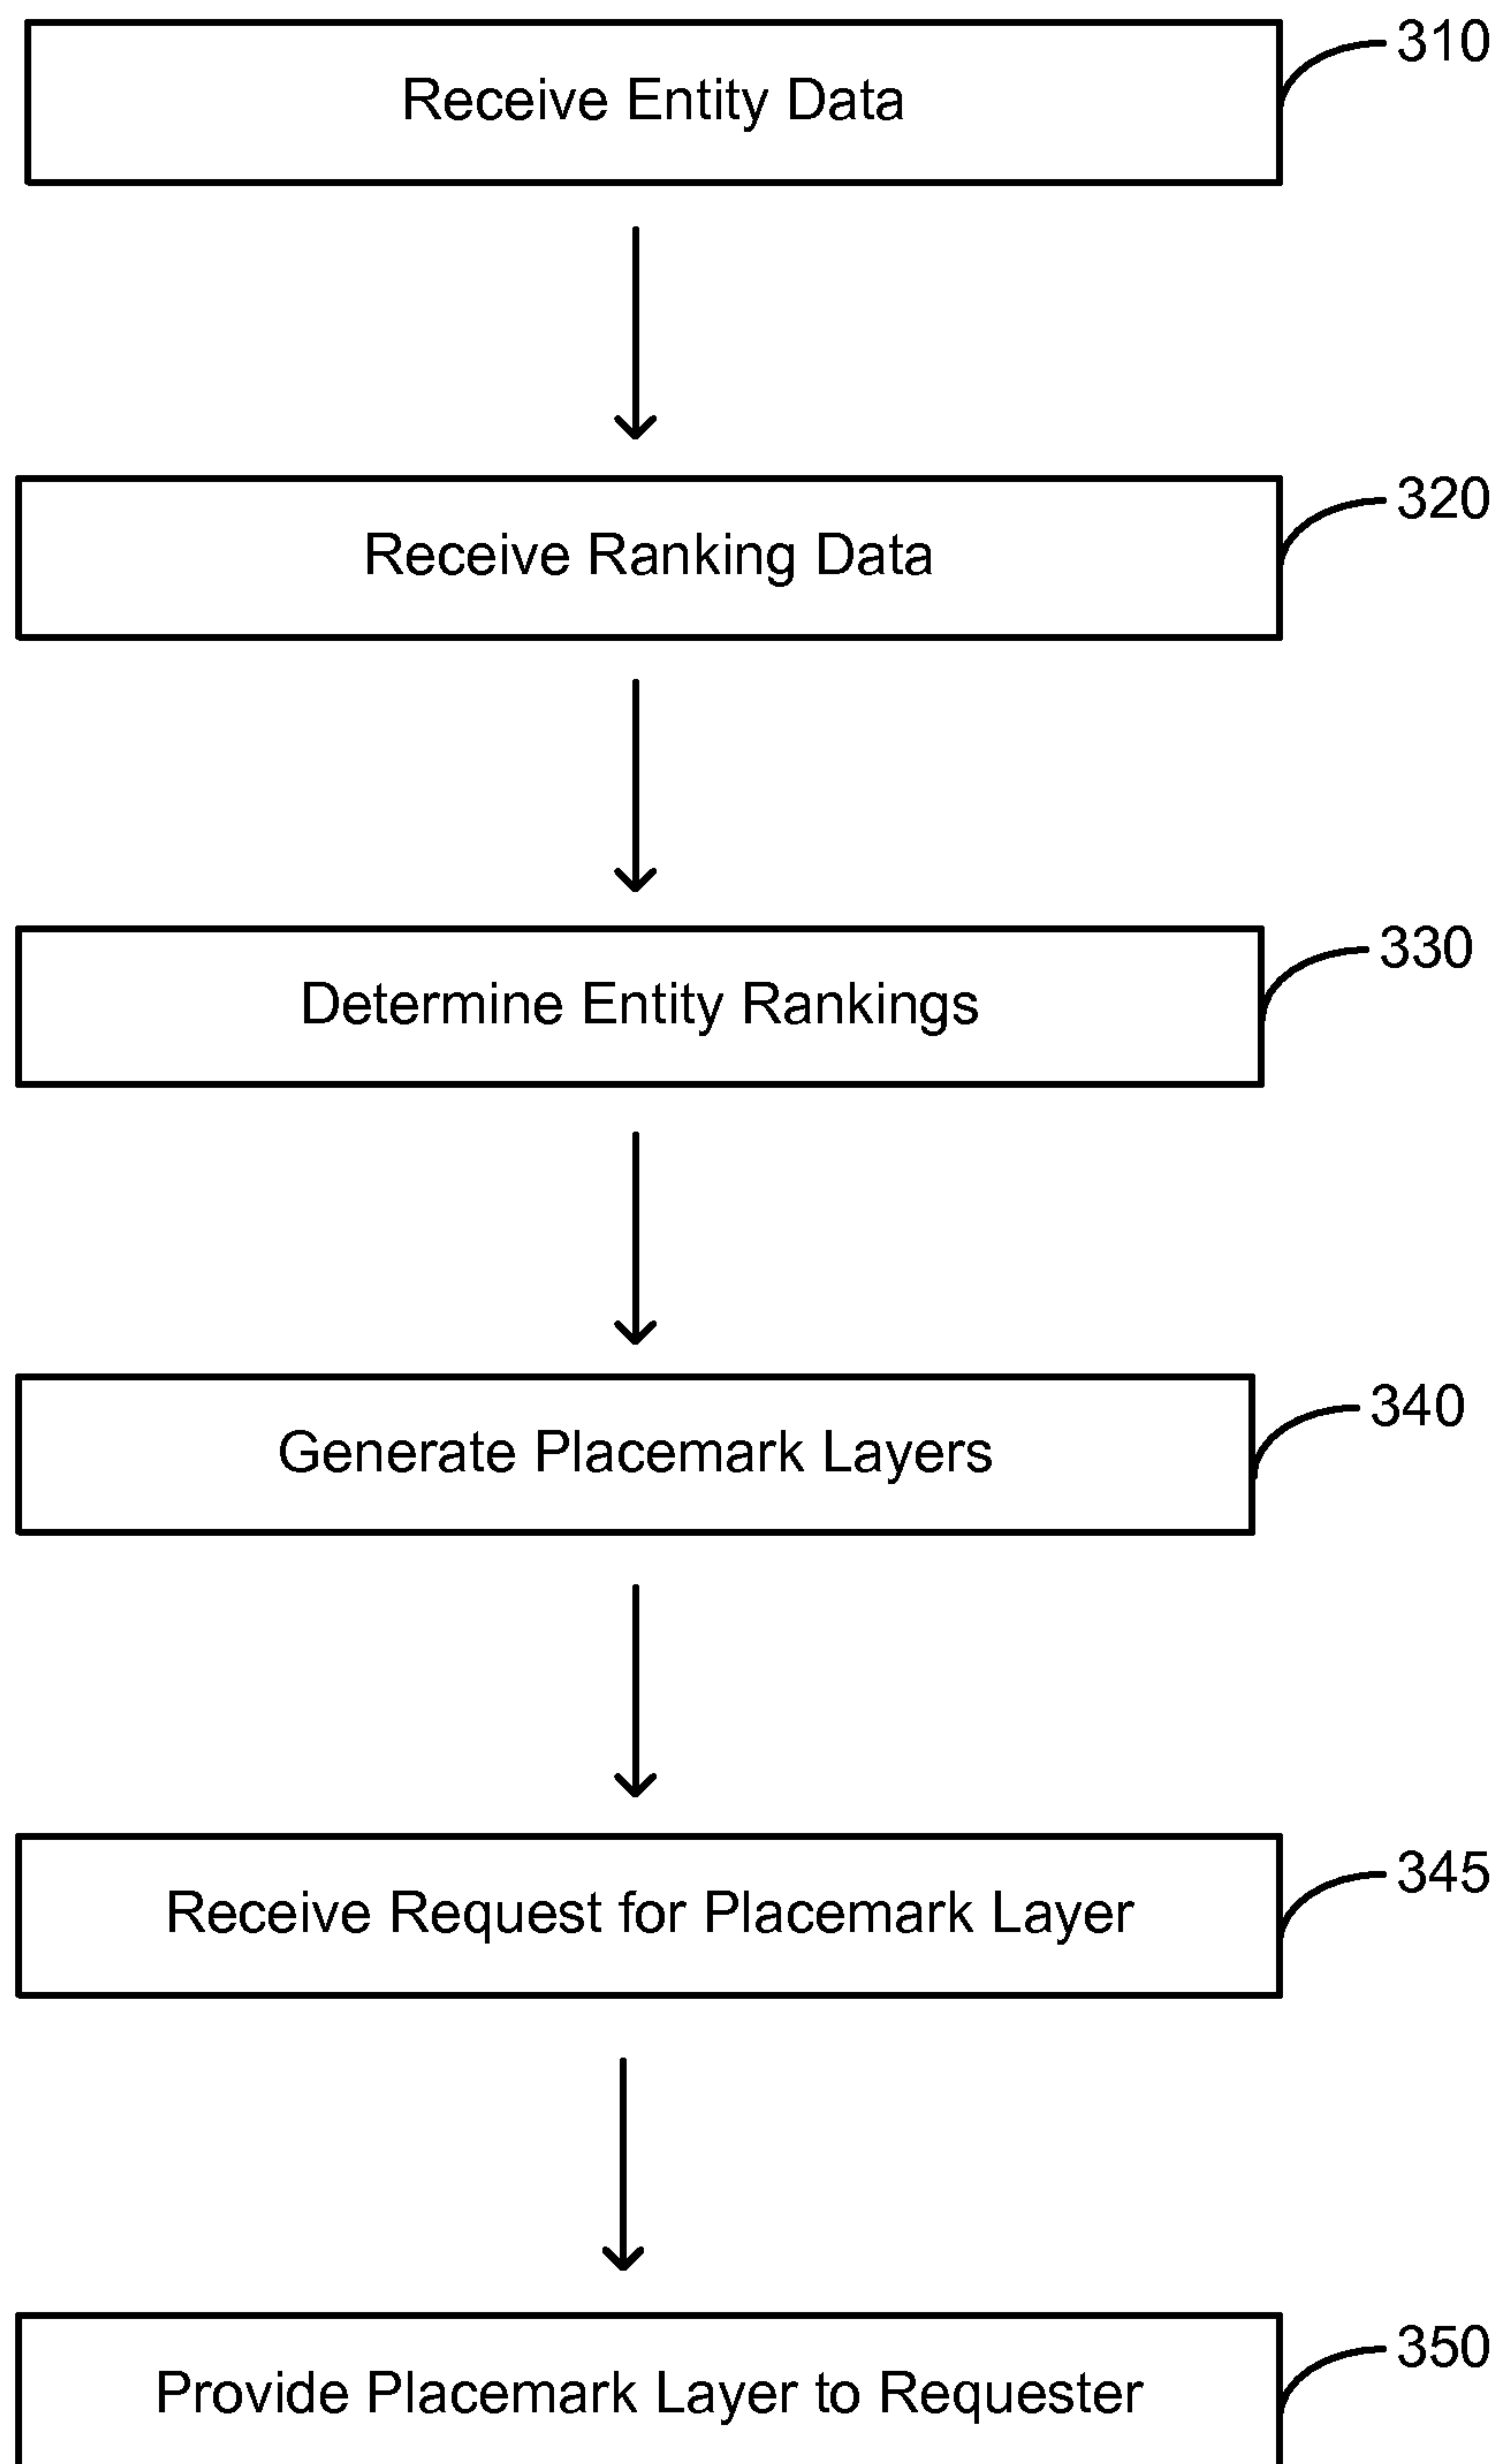 Receive Entity Data
310
Receive Ranking Data
320
Determine Entity Rankings
330
Generate Placemark Layers
340
Receive Request for Placemark Layer
345
Provide Placemark Layer to Requester
350